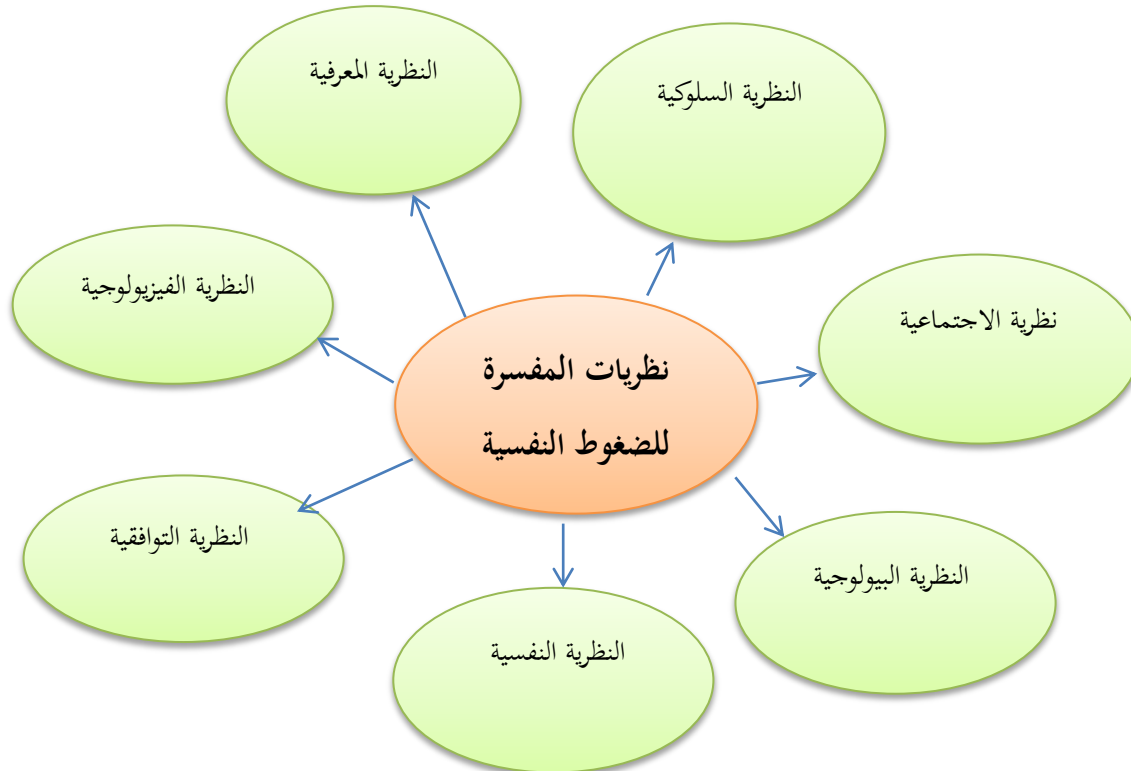 النظرية المعرفية
النظرية السلوكية
النظرية الفيزيولوجية
نظرية الاجتماعية
نظريات المفسرة
للضغوط النفسية
النظرية التوافقية
النظرية البيولوجية
النظرية النفسية